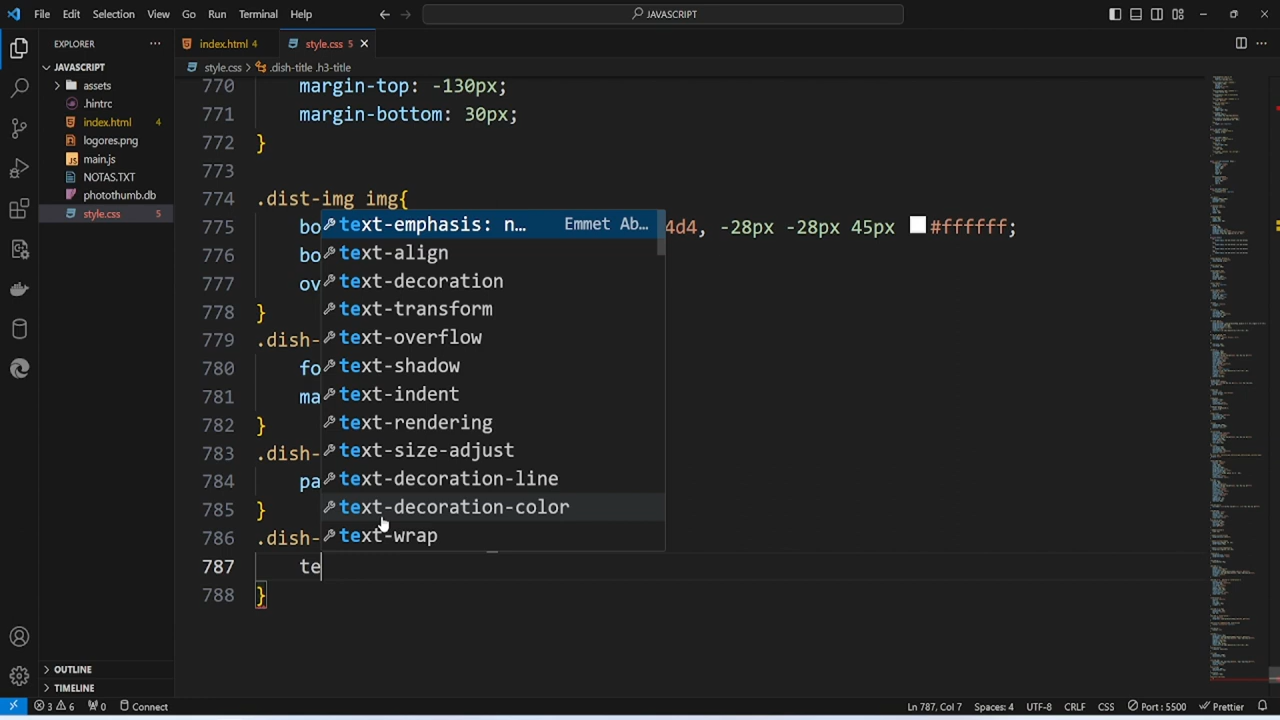 File Edit Selection View Go Run Terminal Help JAVASCRIPT
EXPLORER
index.html 4
style.css 5
JAVASCRIPT
style.css > .dish-title .h3-title
assets
.hintrc
index.html 4
logores.png
main.js
NOTAS.TXT
photothumb.db
style.css 5
OUTLINE
TIMELINE
770 margin-top: -130px;
771 margin-bottom: 30px;
772 }
773
774 .dist-img img{
775 bo 4d4, -28px -28px 45px #ffffff;
776 bo
777 ov
778 }
779 .dish-
780 fo
781 ma
782 }
783 .dish-
784 pa
785 }
786 .dish-
787 te
788 }
text-emphasis: |… Emmet Ab…
text-align
text-decoration
text-transform
text-overflow
text-shadow
text-indent
text-rendering
text-size-adjust
text-decoration-line
text-decoration-color
text-wrap
3 6 0 Connect Ln 787, Col 7 Spaces: 4 UTF-8 CRLF CSS Port : 5500 Prettier